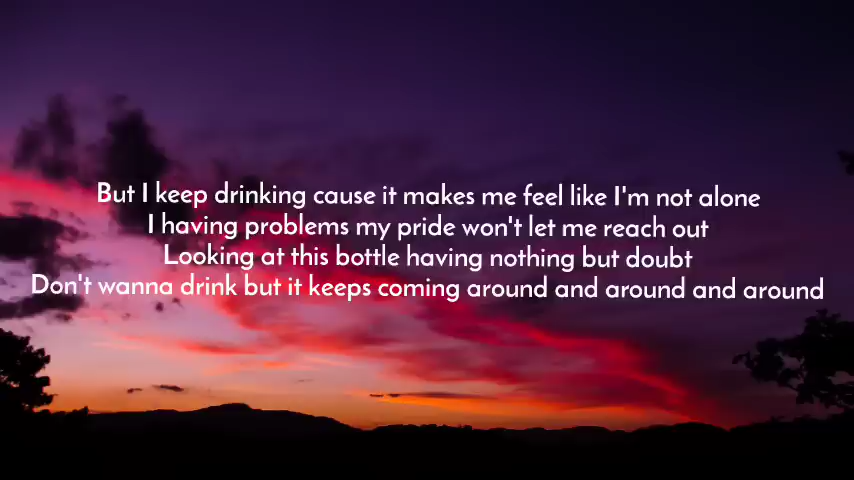 But I keep drinking cause it makes me feel like I'm not alone
I having problems my pride won't let me reach out
Looking at this bottle having nothing but doubt
Don't wanna drink but it keeps coming around and around and around